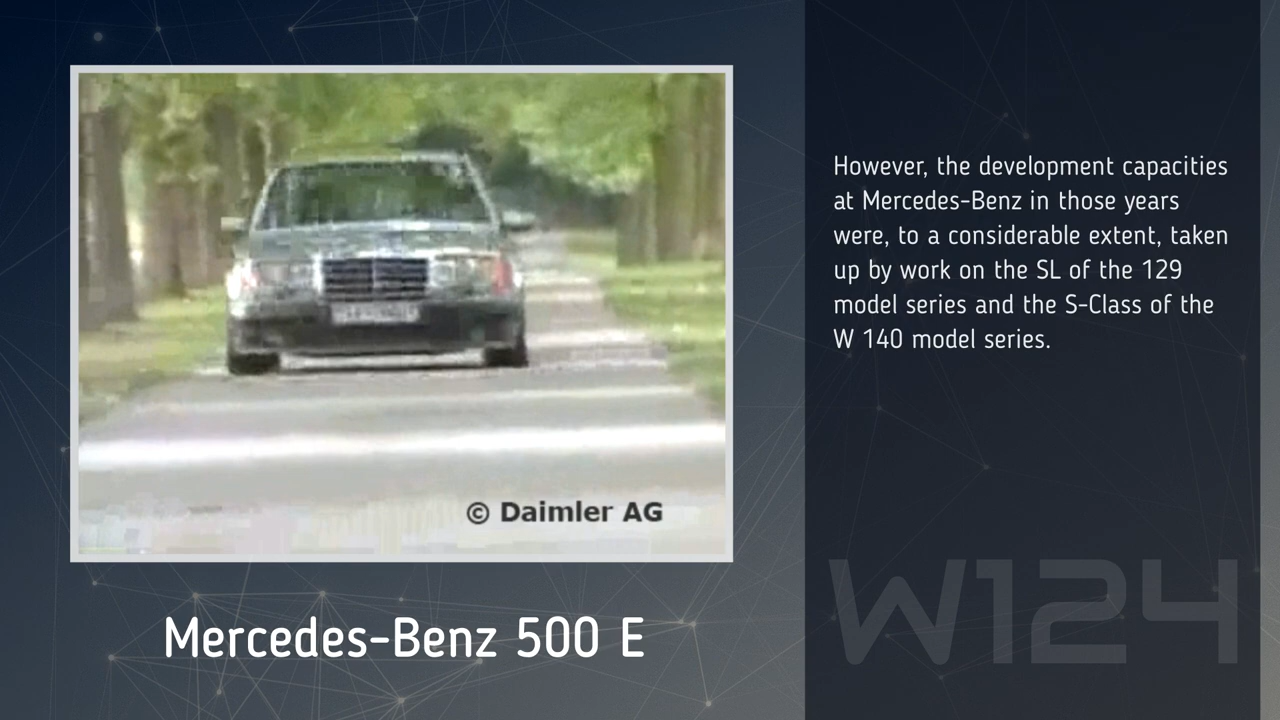 However, the development capacities
at Mercedes-Benz in those years
were, to a considerable extent, taken
up by work on the SL of the 129
model series and the S-Class of the
W 140 model series.
© Daimler AG
Mercedes-Benz 500 E
W124